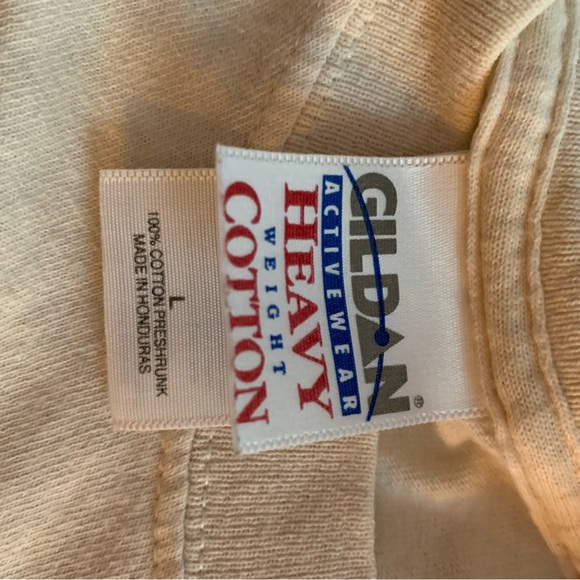 GILDAN®
ACTIVEWEAR
HEAVY
WEIGHT
COTTON
L
100% COTTON PRESHRUNK
MADE IN HONDURAS